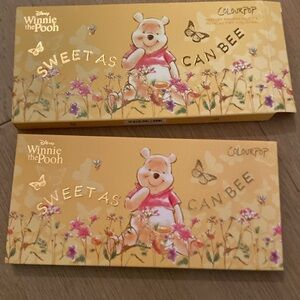 Disney
Winnie
the Pooh
COLOURPOP
SWEET AS CAN BEE
Disney
Winnie
the Pooh
COLOURPOP
SWEET AS CAN BEE